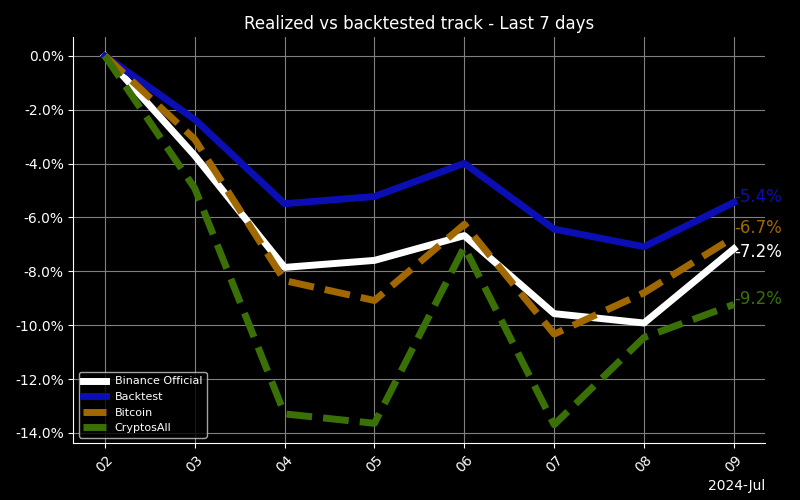 Realized vs backtested track - Last 7 days
0.0%
-2.0%
-4.0%
-6.0%
-8.0%
-10.0%
-12.0%
-14.0%
-5.4%
-6.7%
-7.2%
-9.2%
Binance Official
Backtest
Bitcoin
CryptosAll
02 03 04 05 06 07 08 09
2024-Jul